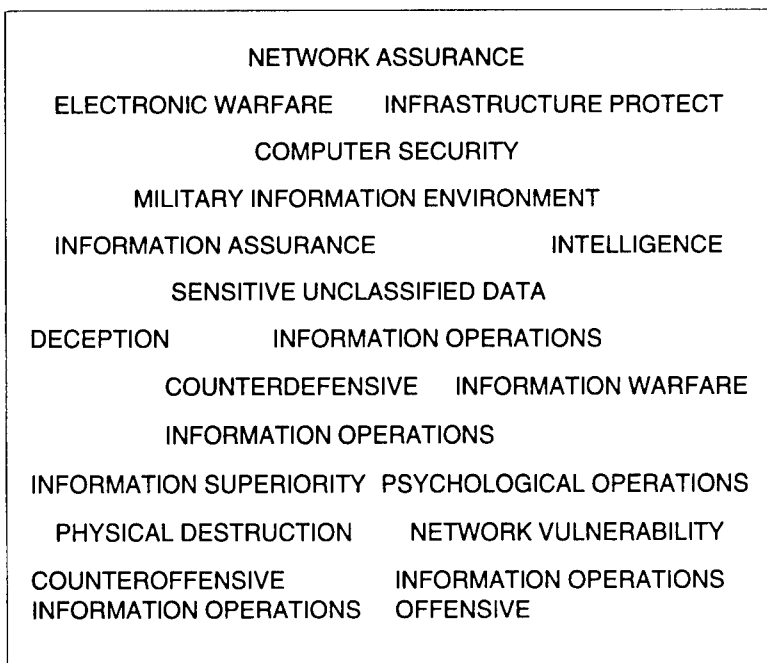 NETWORK ASSURANCE
ELECTRONIC WARFARE INFRASTRUCTURE PROTECT
COMPUTER SECURITY
MILITARY INFORMATION ENVIRONMENT
INFORMATION ASSURANCE INTELLIGENCE
SENSITIVE UNCLASSIFIED DATA
DECEPTION INFORMATION OPERATIONS
COUNTERDEFENSIVE INFORMATION WARFARE
INFORMATION OPERATIONS
INFORMATION SUPERIORITY PSYCHOLOGICAL OPERATIONS
PHYSICAL DESTRUCTION NETWORK VULNERABILITY
COUNTEROFFENSIVE INFORMATION OPERATIONS
INFORMATION OPERATIONS OFFENSIVE